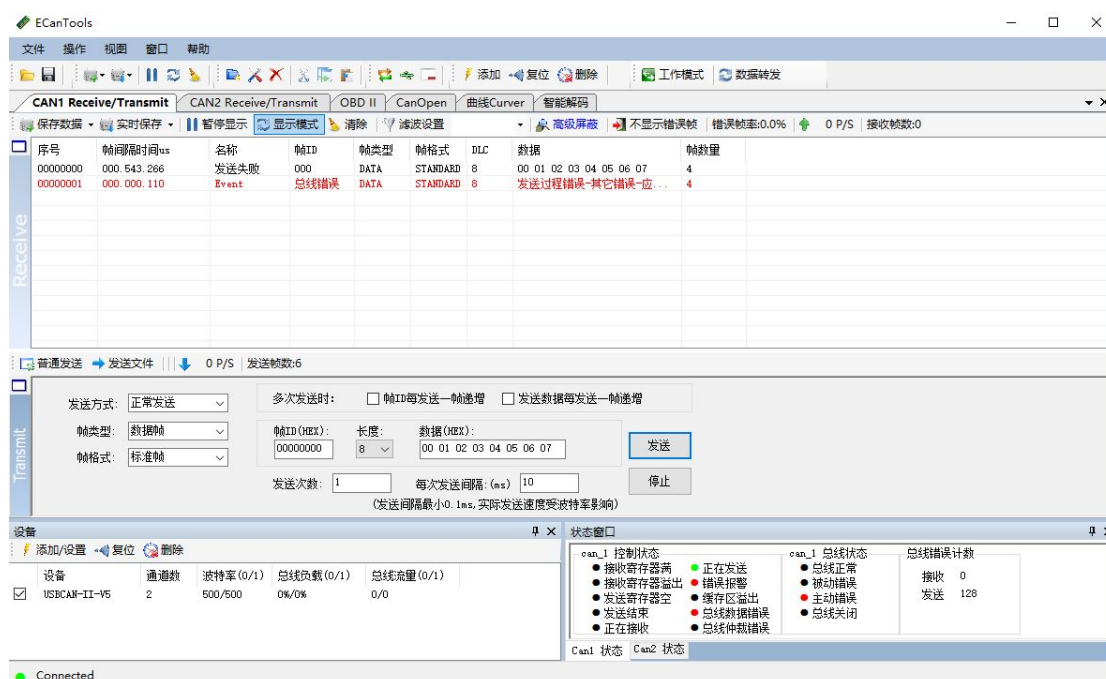 ECanTools
文件 操作 视图 窗口 帮助
添加 复位 删除 工作模式 数据转发
CAN1 Receive/Transmit CAN2 Receive/Transmit OBD II CanOpen 曲线Curver 智能解码
保存数据 实时保存 暂停显示 显示模式 清除 滤波设置 高级屏蔽 不显示错误帧 错误帧率:0.0% 0 P/S 接收帧数:0
序号 帧间隔时间us 名称 帧ID 帧类型 帧格式 DLC 数据 帧数量
00000000 000.543.266 发送失败 000 DATA STANDARD 8 00 01 02 03 04 05 06 07 4
00000001 000.000.110 Event 总线错误 DATA STANDARD 8 发送过程错误-其它错误-应... 4
Receive
普通发送 发送文件 0 P/S 发送帧数:6
Transmit
发送方式: 正常发送 多次发送时: 帧ID每发送一帧递增 发送数据每发送一帧递增
帧类型: 数据帧 帧ID(HEX): 长度: 数据(HEX):
00000000 8 00 01 02 03 04 05 06 07 发送
帧格式: 标准帧
发送次数: 1 每次发送间隔:(ms) 10 停止
(发送间隔最小0.1ms,实际发送速度受波特率影响)
设备
添加/设置 复位 删除
设备 通道数 波特率(0/1) 总线负载(0/1) 总线流量(0/1)
USBCAN-II-V5 2 500/500 0%/0% 0/0
状态窗口
can_1 控制状态 can_1 总线状态 总线错误计数
接收寄存器满 正在发送 总线正常 接收 0
接收寄存器溢出 错误报警 被动错误
发送寄存器空 缓存区溢出 主动错误 发送 128
发送结束 总线数据错误 总线关闭
正在接收 总线仲裁错误
Can1 状态 Can2 状态
Connected